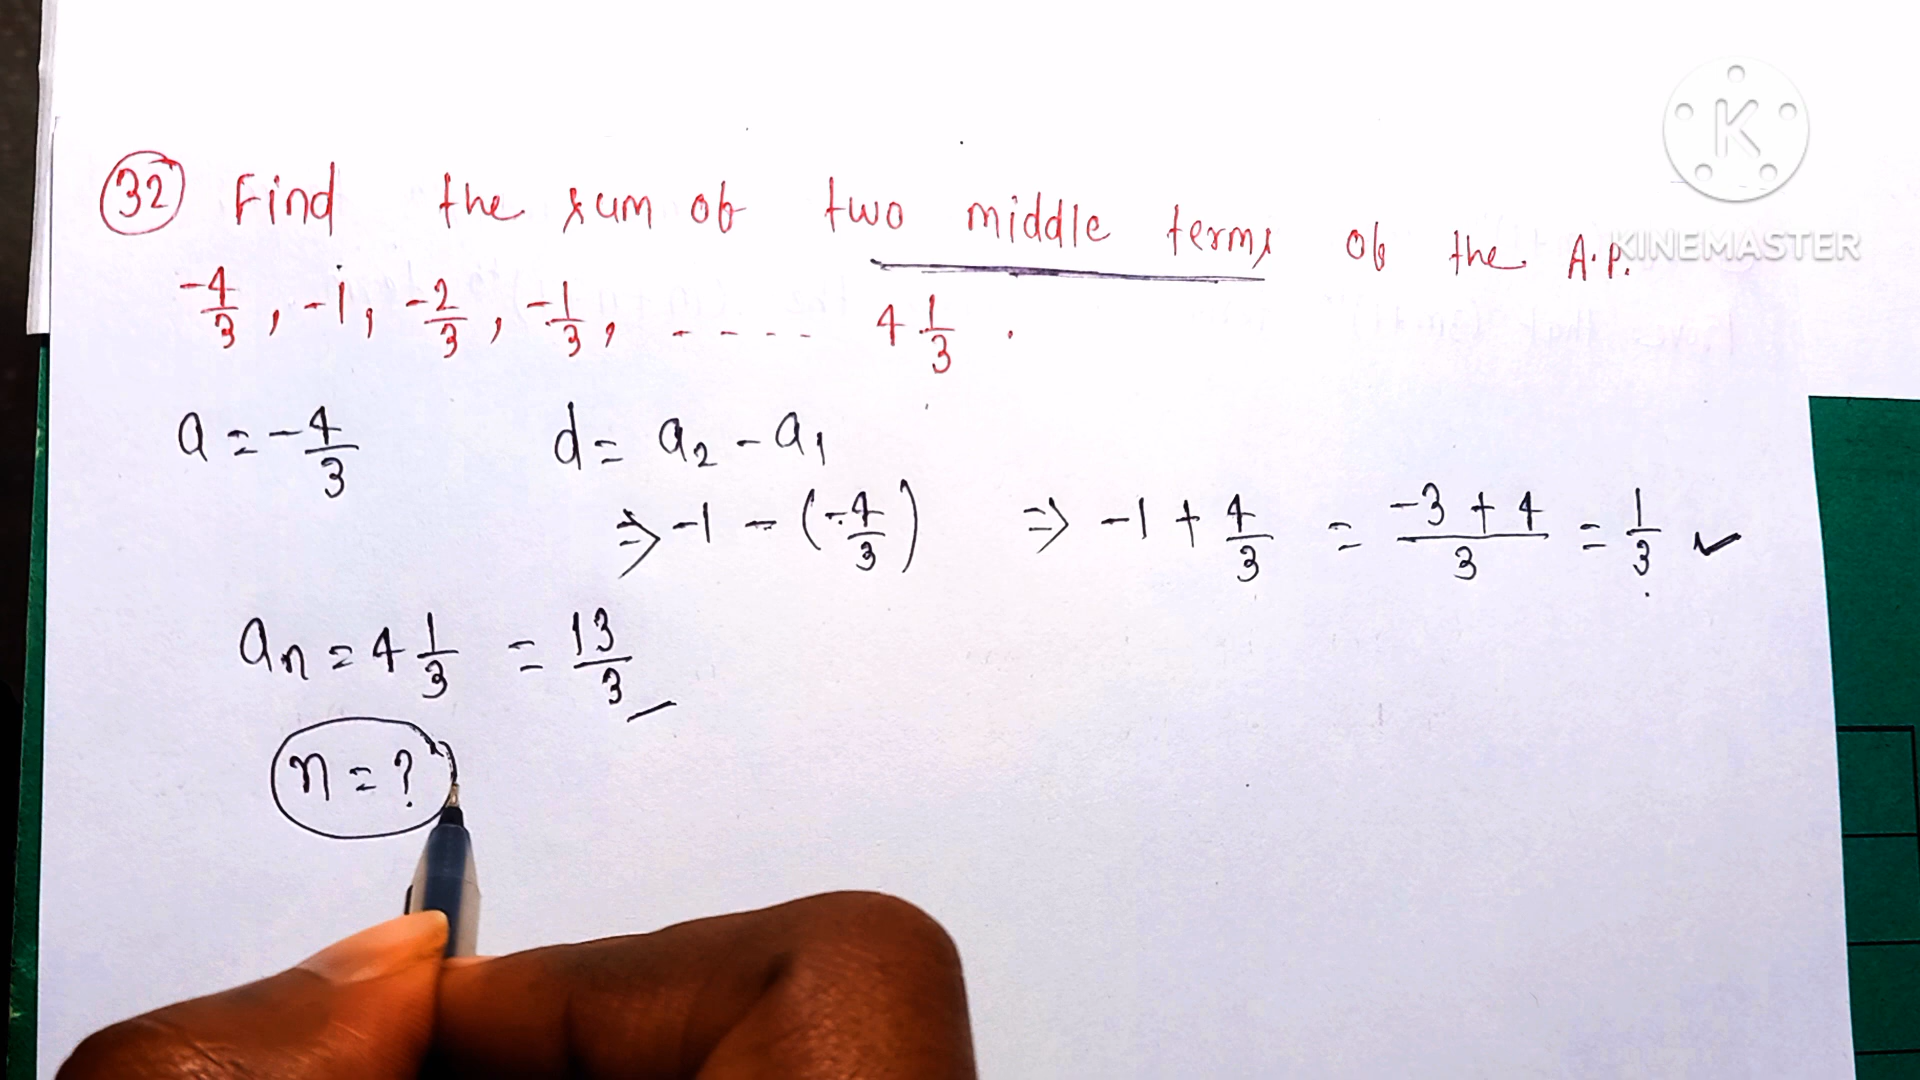 32 Find the sum of two middle terms of the A.P.
-4/3, -1, -2/3, -1/3, ---- 4 1/3.
a = -4/3 d = a₂ - a₁
⇒ -1 - (-4/3) ⇒ -1 + 4/3 = -3 + 4/3 = 1/3 ✓
aₙ = 4 1/3 = 13/3
n = ?
K
KINEMASTER